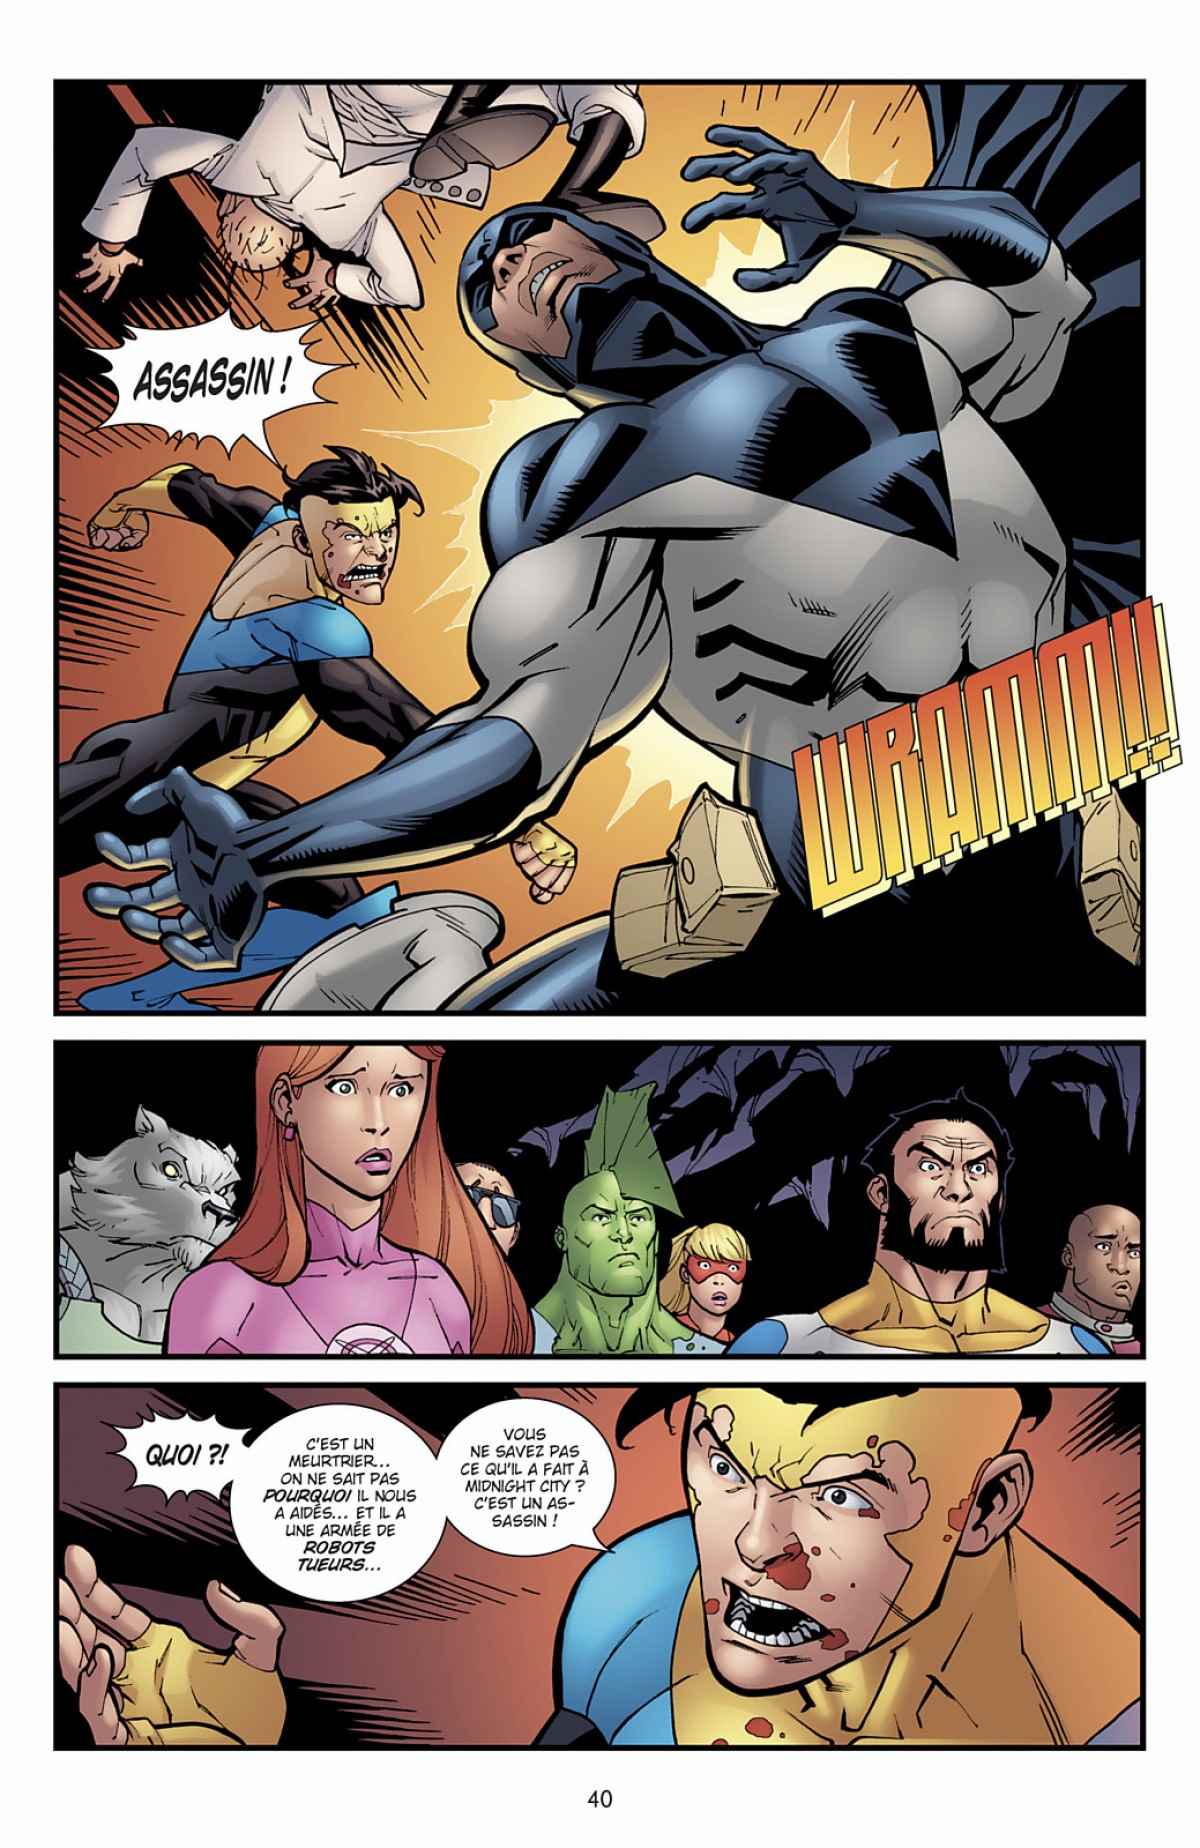 ASSASSIN !
WRAMM!!
QUOI ?!
C'EST UN
MEURTRIER...
ON NE SAIT PAS
POURQUOI IL NOUS
A AIDÉS... ET IL A
UNE ARMÉE DE
ROBOTS
TUEURS...
VOUS
NE SAVEZ PAS
CE QU'IL A FAIT À
MIDNIGHT CITY ?
C'EST UN AS-
SASSIN !
40